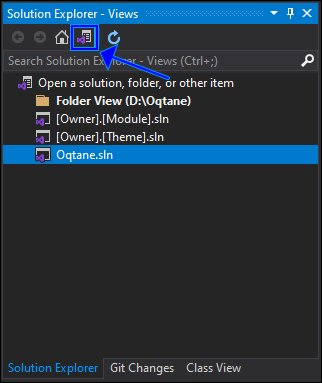 Solution Explorer - Views
Search Solution Explorer - Views (Ctrl+;)
Open a solution, folder, or other item
Folder View (D:\Oqtane)
[Owner].[Module].sln
[Owner].[Theme].sln
Oqtane.sln
Solution Explorer Git Changes Class View